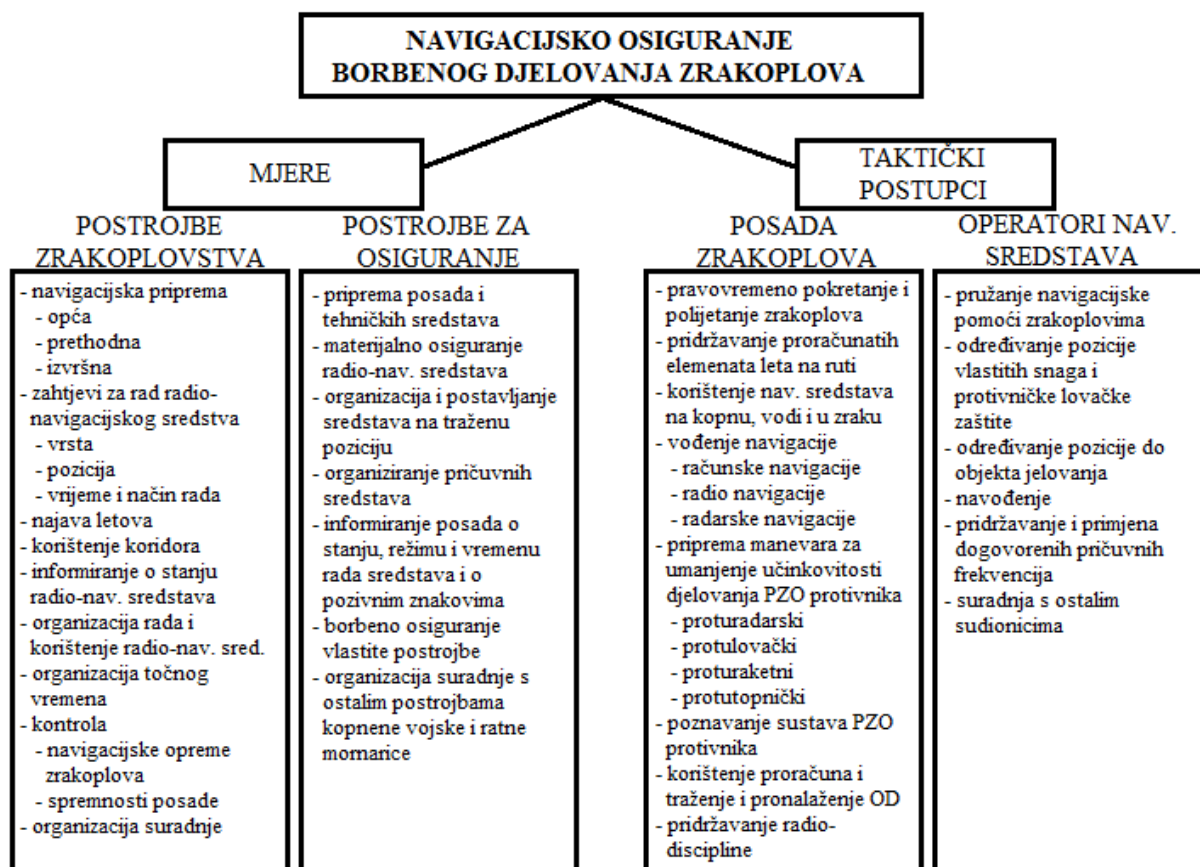 NAVIGACIJSKO OSIGURANJE
BORBENOG DJELOVANJA ZRAKOPLOVA
MJERE
TAKTIČKI
POSTUPCI
POSTROJBE
ZRAKOPLOVSTVA
- navigacijska priprema
- opća
- prethodna
- izvršna
- zahtjevi za rad radio-
navigacijskog sredstva
- vrsta
- pozicija
- vrijeme i način rada
- najava letova
- korištenje koridora
- informiranje o stanju
radio-nav. sredstava
- organizacija rada i
korištenje radio-nav. sred.
- organizacija točnog
vremena
- kontrola
- navigacijske opreme
zrakoplova
- spremnosti posade
- organizacija suradnje
POSTROJBE ZA
OSIGURANJE
- priprema posada i
tehničkih sredstava
- materijalno osiguranje
radio-nav. sredstava
- organizacija i postavljanje
sredstava na traženu
poziciju
- organiziranje pričuvnih
sredstava
- informiranje posada o
stanju, režimu i vremenu
rada sredstava i o
pozivnim znakovima
- borbeno osiguranje
vlastite postrojbe
- organizacija suradnje s
ostalim postrojbama
kopnene vojske i ratne
mornarice
POSADA
ZRAKOPLOVA
- pravovremeno pokretanje i
polijetanje zrakoplova
- pridržavanje proračunatih
elemenata leta na ruti
- korištenje nav. sredstava
na kopnu, vodi i u zraku
- vođenje navigacije
- računske navigacije
- radio navigacije
- radarske navigacije
- priprema manevara za
umanjenje učinkovitosti
djelovanja PZO protivnika
- proturadarski
- protulovački
- proturaketni
- protutopnički
- poznavanje sustava PZO
protivnika
- korištenje proračuna i
traženje i pronalaženje OD
- pridržavanje radio-
discipline
OPERATORI NAV.
SREDSTAVA
- pružanje navigacijske
pomoći zrakoplovima
- određivanje pozicije
vlastitih snaga i
protivničke lovačke
zaštite
- određivanje pozicije do
objekta jelovanja
- navođenje
- pridržavanje i primjena
dogovorenih pričuvnih
frekvencija
- suradnja s ostalim
sudionicima